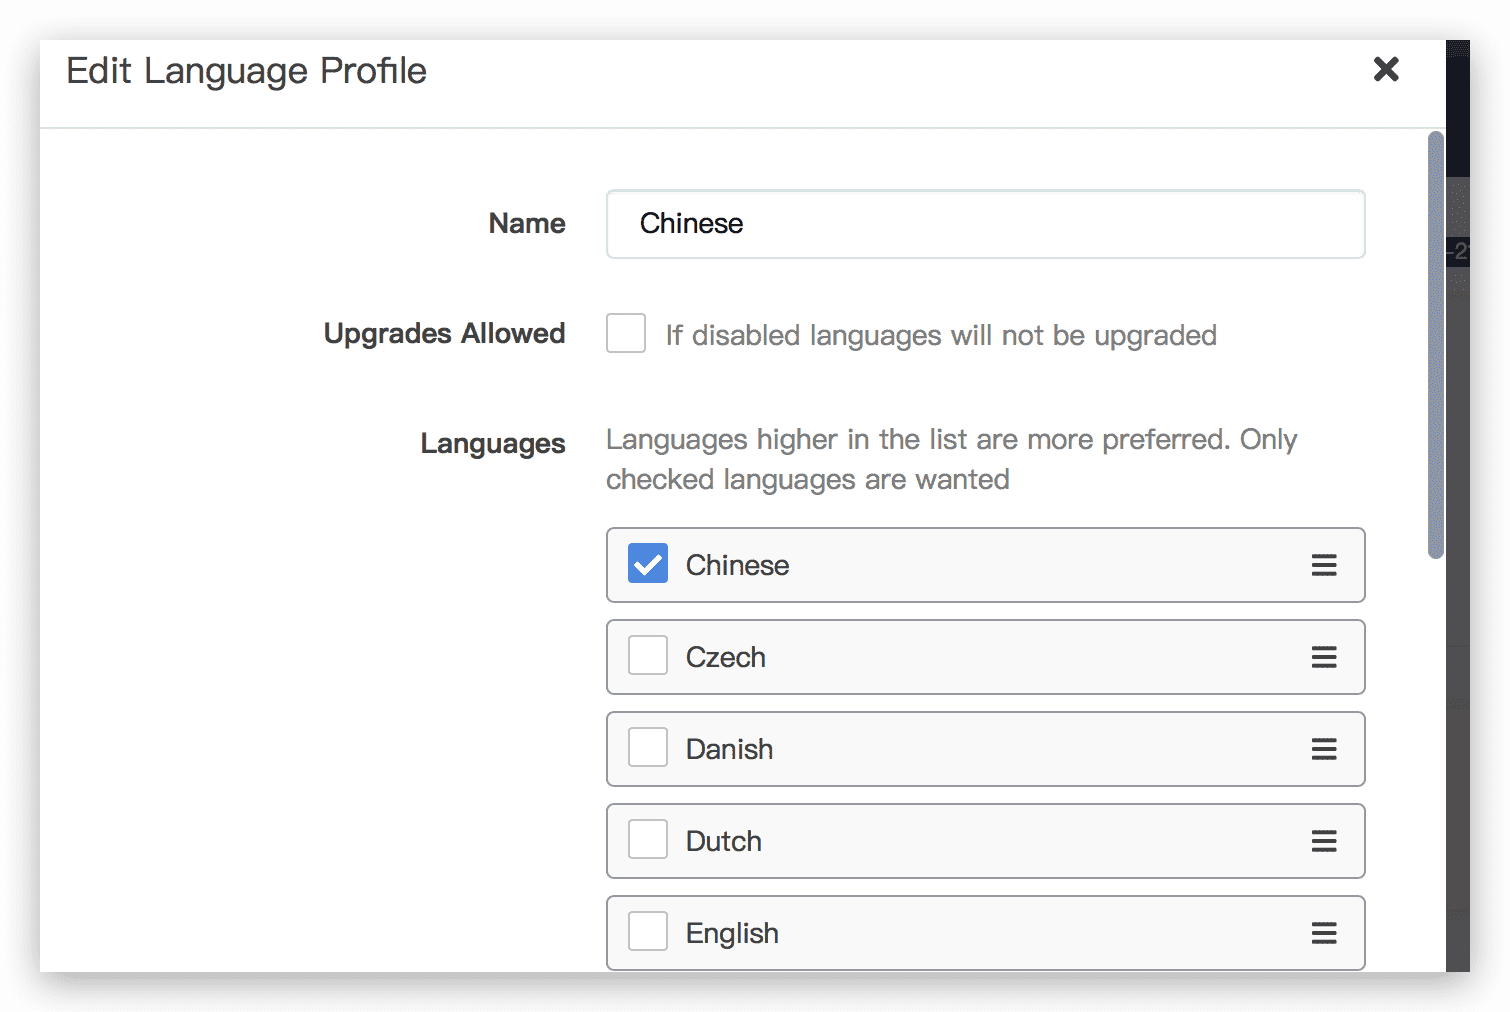 Edit Language Profile
Name
Chinese
Upgrades Allowed
If disabled languages will not be upgraded
Languages
Languages higher in the list are more preferred. Only
checked languages are wanted
Chinese
Czech
Danish
Dutch
English